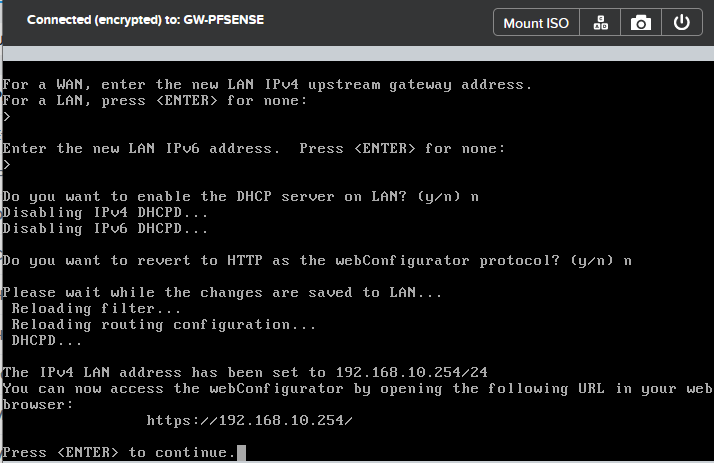 Connected (encrypted) to: GW-PFSENSE
Mount ISO
For a WAN, enter the new LAN IPv4 upstream gateway address.
For a LAN, press <ENTER> for none:
>
Enter the new LAN IPv6 address.  Press <ENTER> for none:
>
Do you want to enable the DHCP server on LAN? (y/n) n
Disabling IPv4 DHCPD...
Disabling IPv6 DHCPD...
Do you want to revert to HTTP as the webConfigurator protocol? (y/n) n
Please wait while the changes are saved to LAN...
Reloading filter...
Reloading routing configuration...
DHCPD...
The IPv4 LAN address has been set to 192.168.10.254/24
You can now access the webConfigurator by opening the following URL in your web
browser:
https://192.168.10.254/
Press <ENTER> to continue.